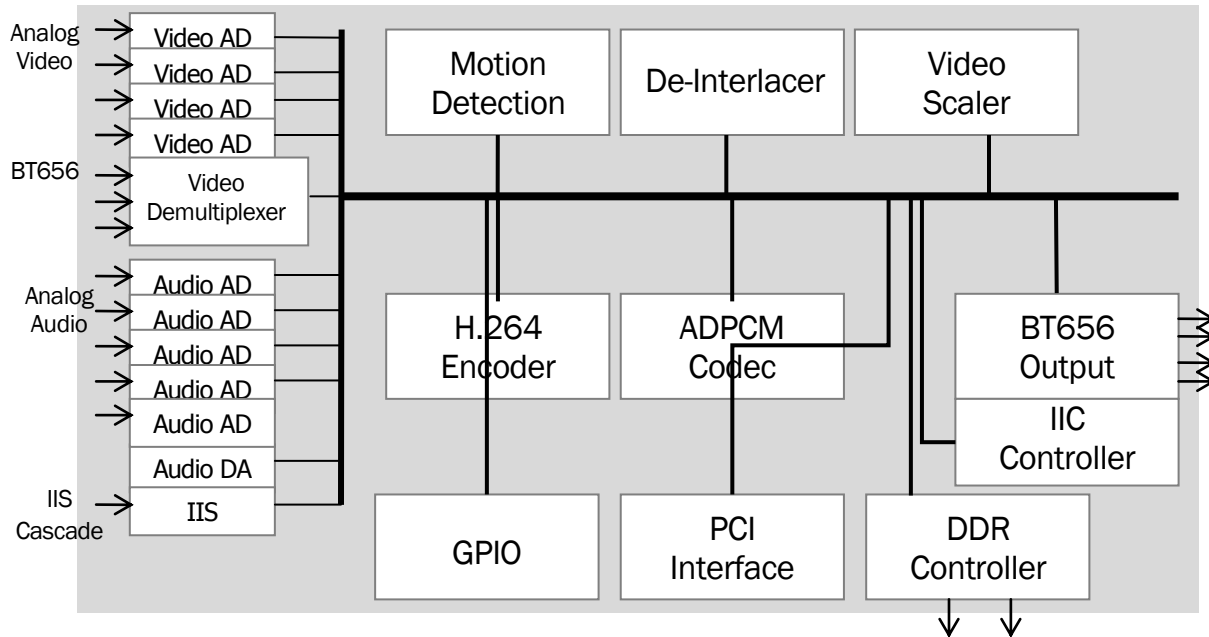 Analog
Video
Video AD
Video AD
Video AD
Video AD
BT656
Video
Demultiplexer
Analog
Audio
Audio AD
Audio AD
Audio AD
Audio AD
Audio AD
Audio DA
IIS
Cascade
IIS
Motion
Detection
De-Interlacer
Video
Scaler
H.264
Encoder
ADPCM
Codec
BT656
Output
IIC
Controller
GPIO
PCI
Interface
DDR
Controller